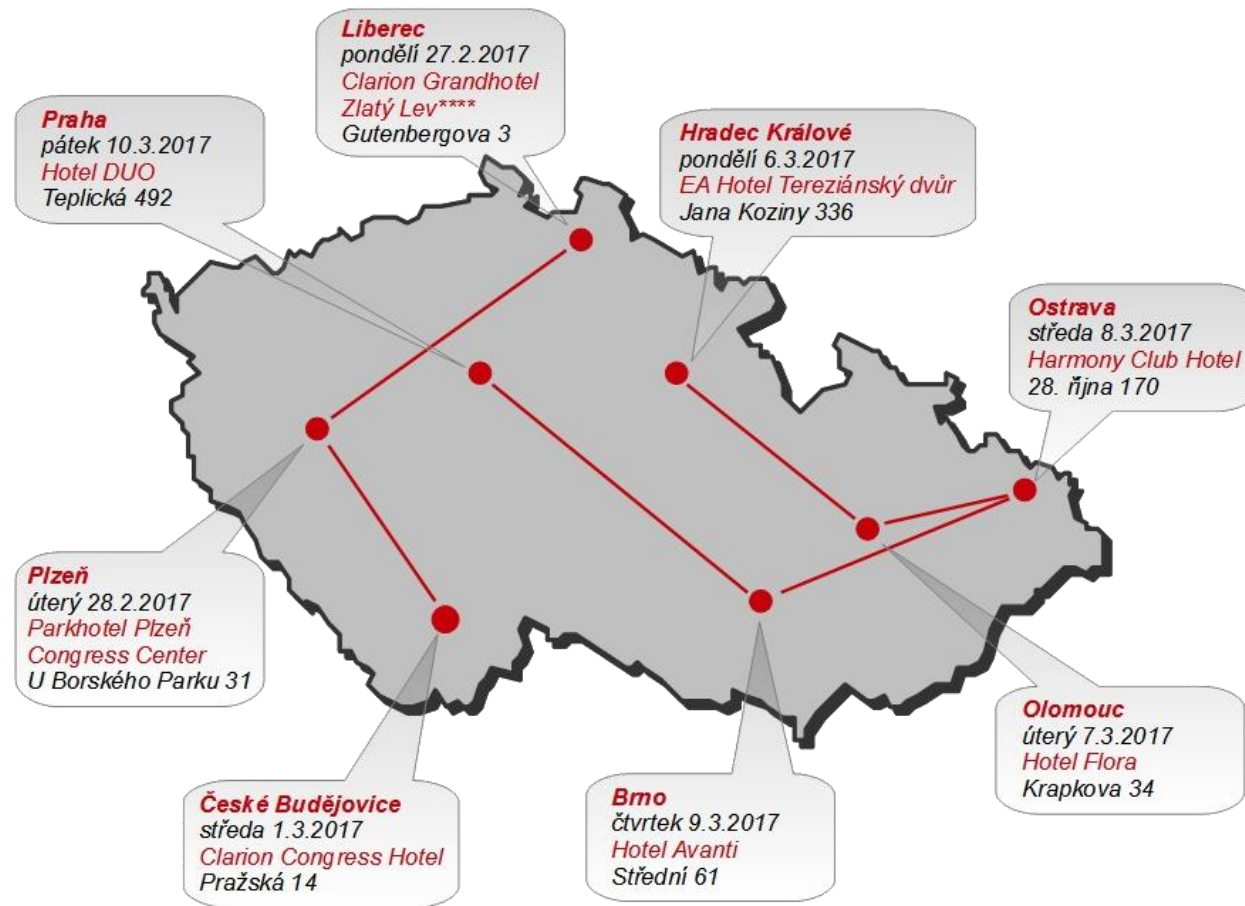 Liberec
pondělí 27.2.2017
Clarion Grandhotel
Zlatý Lev****
Gutenbergova 3
Praha
pátek 10.3.2017
Hotel DUO
Teplická 492
Hradec Králové
pondělí 6.3.2017
EA Hotel Tereziánský dvůr
Jana Koziny 336
Ostrava
středa 8.3.2017
Harmony Club Hotel
28. října 170
Plzeň
úterý 28.2.2017
Parkhotel Plzeň
Congress Center
U Borského Parku 31
Olomouc
úterý 7.3.2017
Hotel Flora
Krapkova 34
České Budějovice
středa 1.3.2017
Clarion Congress Hotel
Pražská 14
Brno
čtvrtek 9.3.2017
Hotel Avanti
Střední 61